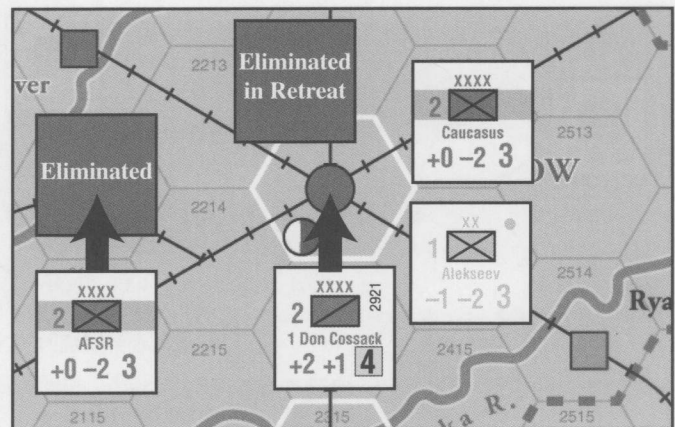 2213
Eliminated
in Retreat
ver
XXXX
2
Caucasus
+0 –2 3
2513
OW
Eliminated
2214
XX
1
Alekseev
–1 –2 3
2514
Rya
XXXX
2
AFSR
+0 –2 3
XXXX
2
2921
1 Don Cossack
+2 +1 4
2215
2415
ka R.
2115
2315
2515